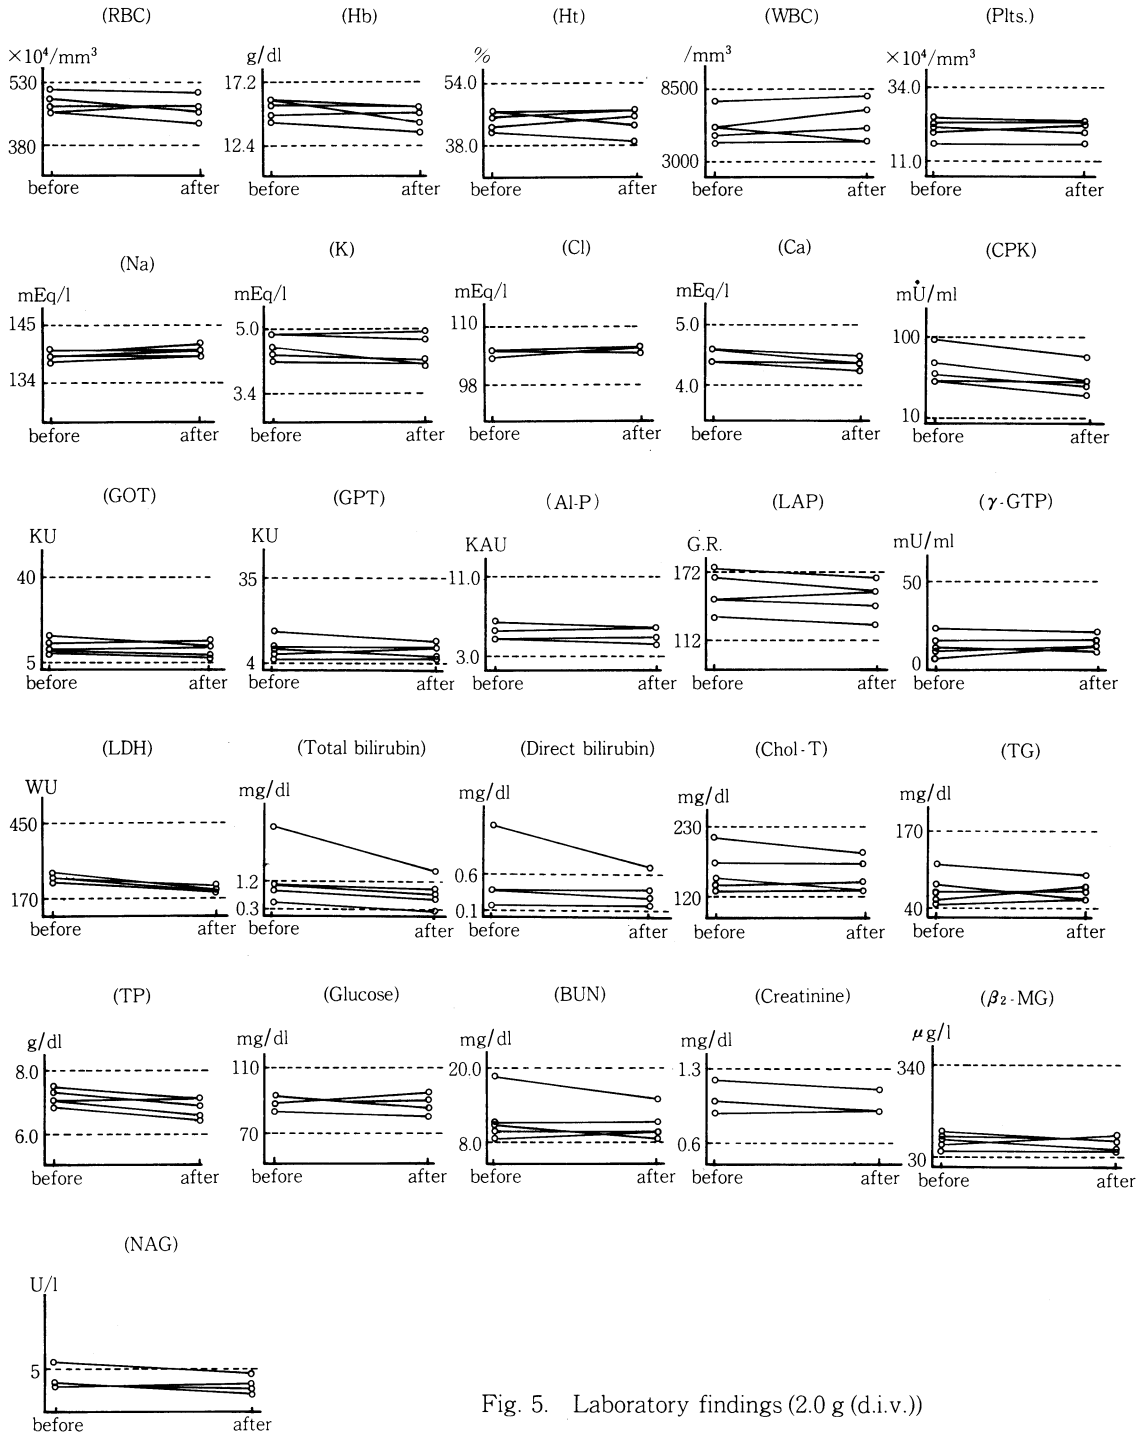 (RBC) (Hb) (Ht) (WBC) (Plts.)
×10⁴/mm³ g/dl % /mm³ ×10⁴/mm³
530 17.2 54.0 8500 34.0
380 12.4 38.0 3000 11.0
before after before after before after before after before after
(Na) (K) (Cl) (Ca) (CPK)
mEq/l mEq/l mEq/l mEq/l mU/ml
145 5.0 110 5.0 100
134 3.4 98 4.0 10
before after before after before after before after before after
(GOT) (GPT) (Al-P) (LAP) (γ-GTP)
KU KU KAU G.R. mU/ml
40 35 11.0 172 50
5 4 3.0 112 0
before after before after before after before after before after
(LDH) (Total bilirubin) (Direct bilirubin) (Chol-T) (TG)
WU mg/dl mg/dl mg/dl mg/dl
450 1.2 0.6 230 170
170 0.3 0.1 120 40
before after before after before after before after before after
(TP) (Glucose) (BUN) (Creatinine) (β₂-MG)
g/dl mg/dl mg/dl mg/dl μg/l
8.0 110 20.0 1.3 340
6.0 70 8.0 0.6 30
before after before after before after before after before after
(NAG)
U/l
5
before after
Fig. 5. Laboratory findings (2.0 g (d.i.v.))